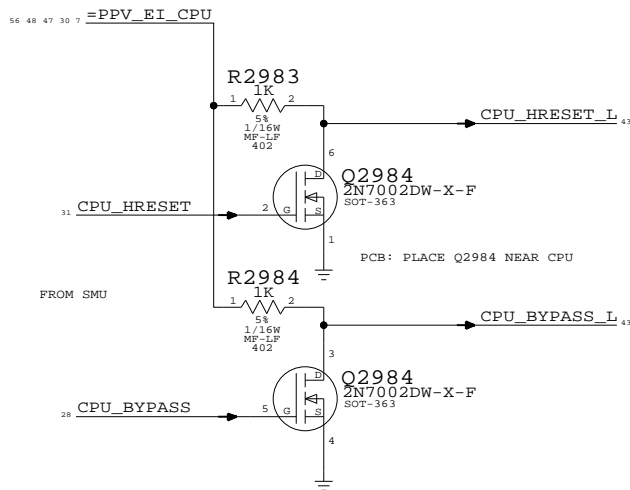 56 48 47 30 7 =PPV_EI_CPU
R2983
1K
1 2
5%
1/16W
MF-LF
402
CPU_HRESET_L 43
6
D
Q2984
2N7002DW-X-F
SOT-363
31 CPU_HRESET
2
G S
1
PCB: PLACE Q2984 NEAR CPU
FROM SMU
R2984
1K
1 2
5%
1/16W
MF-LF
402
CPU_BYPASS_L 43
3
D
Q2984
2N7002DW-X-F
SOT-363
28 CPU_BYPASS
5
G S
4